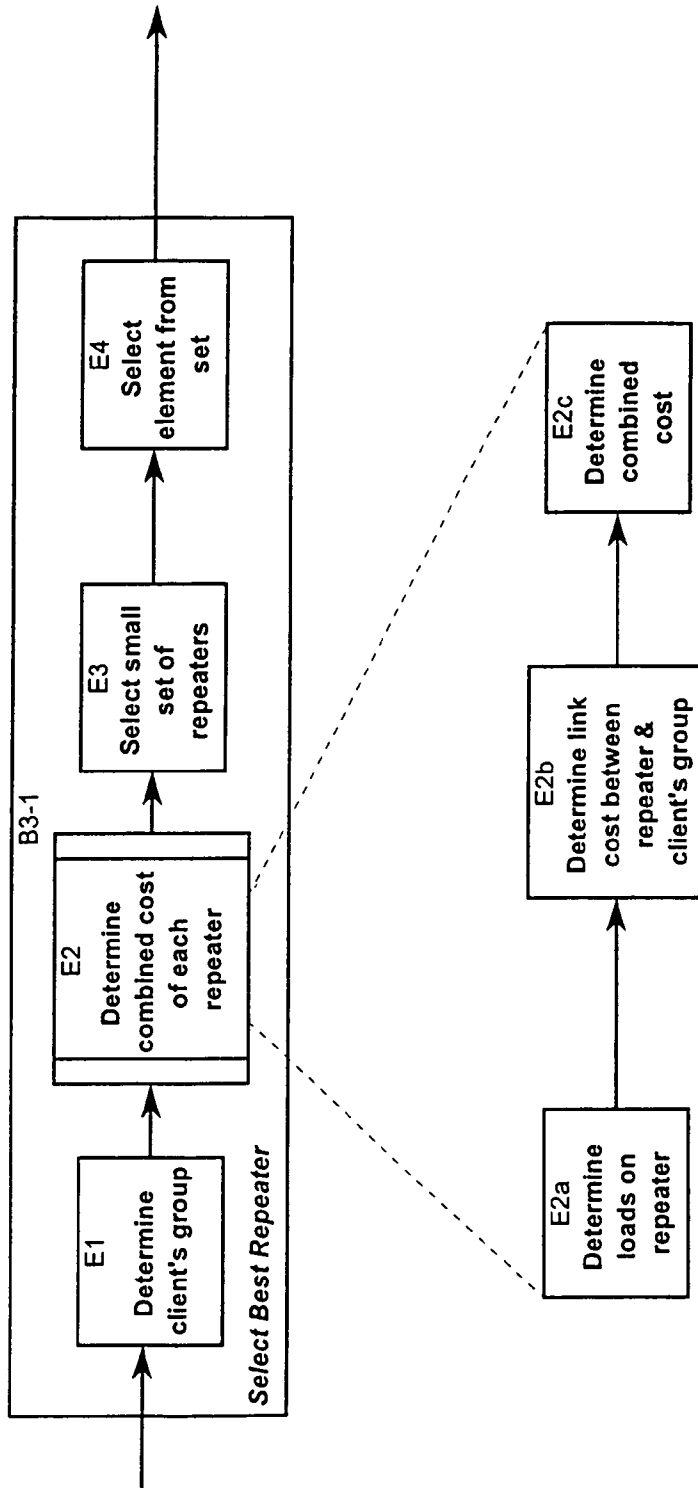 B3-1
E1
Determine
client's group
E2
Determine
combined cost
of each
repeater
E3
Select small
set of
repeaters
E4
Select
element from
set
Select Best Repeater
E2a
Determine
loads on
repeater
E2b
Determine link
cost between
repeater &
client's group
E2c
Determine
combined
cost